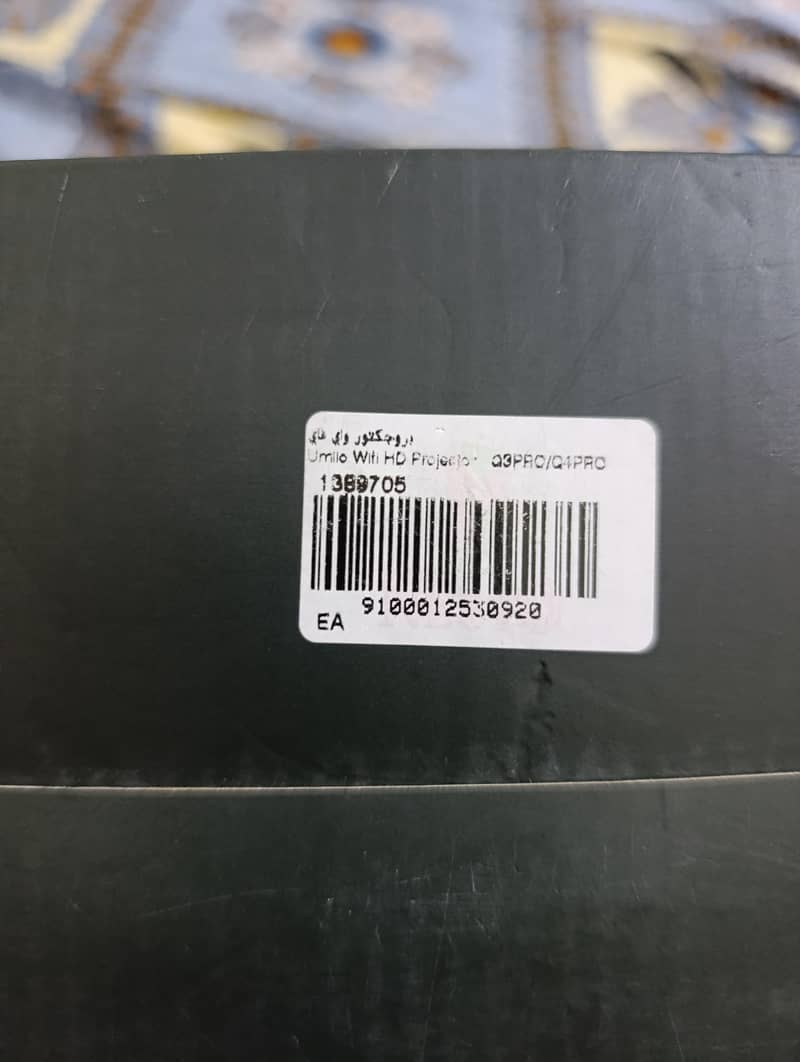 بروجكتور واي فاي
Umiio Wifi HD Projector Q3PRO/Q4PRO
1389705
9100012530920
EA